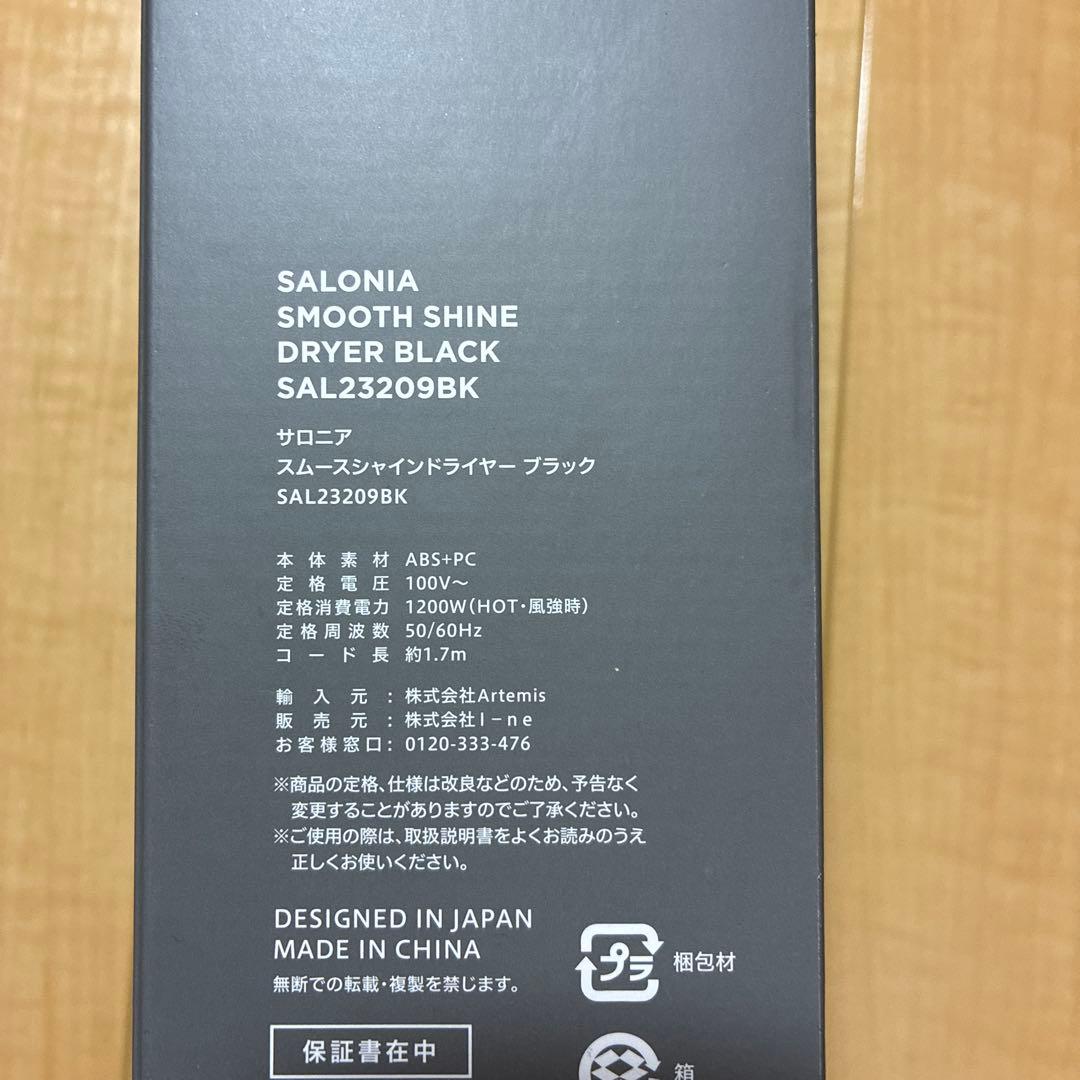 SALONIA
SMOOTH SHINE
DRYER BLACK
SAL23209BK
サロニア
スムースシャインドライヤー ブラック
SAL23209BK
本体素材 ABS+PC
定格電圧 100V～
定格消費電力 1200W（HOT・風強時）
定格周波数 50/60Hz
コード長 約1.7m
輸入元：株式会社Artemis
販売元：株式会社I－ne
お客様窓口：0120-333-476
※商品の定格、仕様は改良などのため、予告なく
変更することがありますのでご了承ください。
※ご使用の際は、取扱説明書をよくお読みのうえ
正しくお使いください。
DESIGNED IN JAPAN
MADE IN CHINA
無断での転載・複製を禁じます。
プラ 梱包材
保証書在中
箱